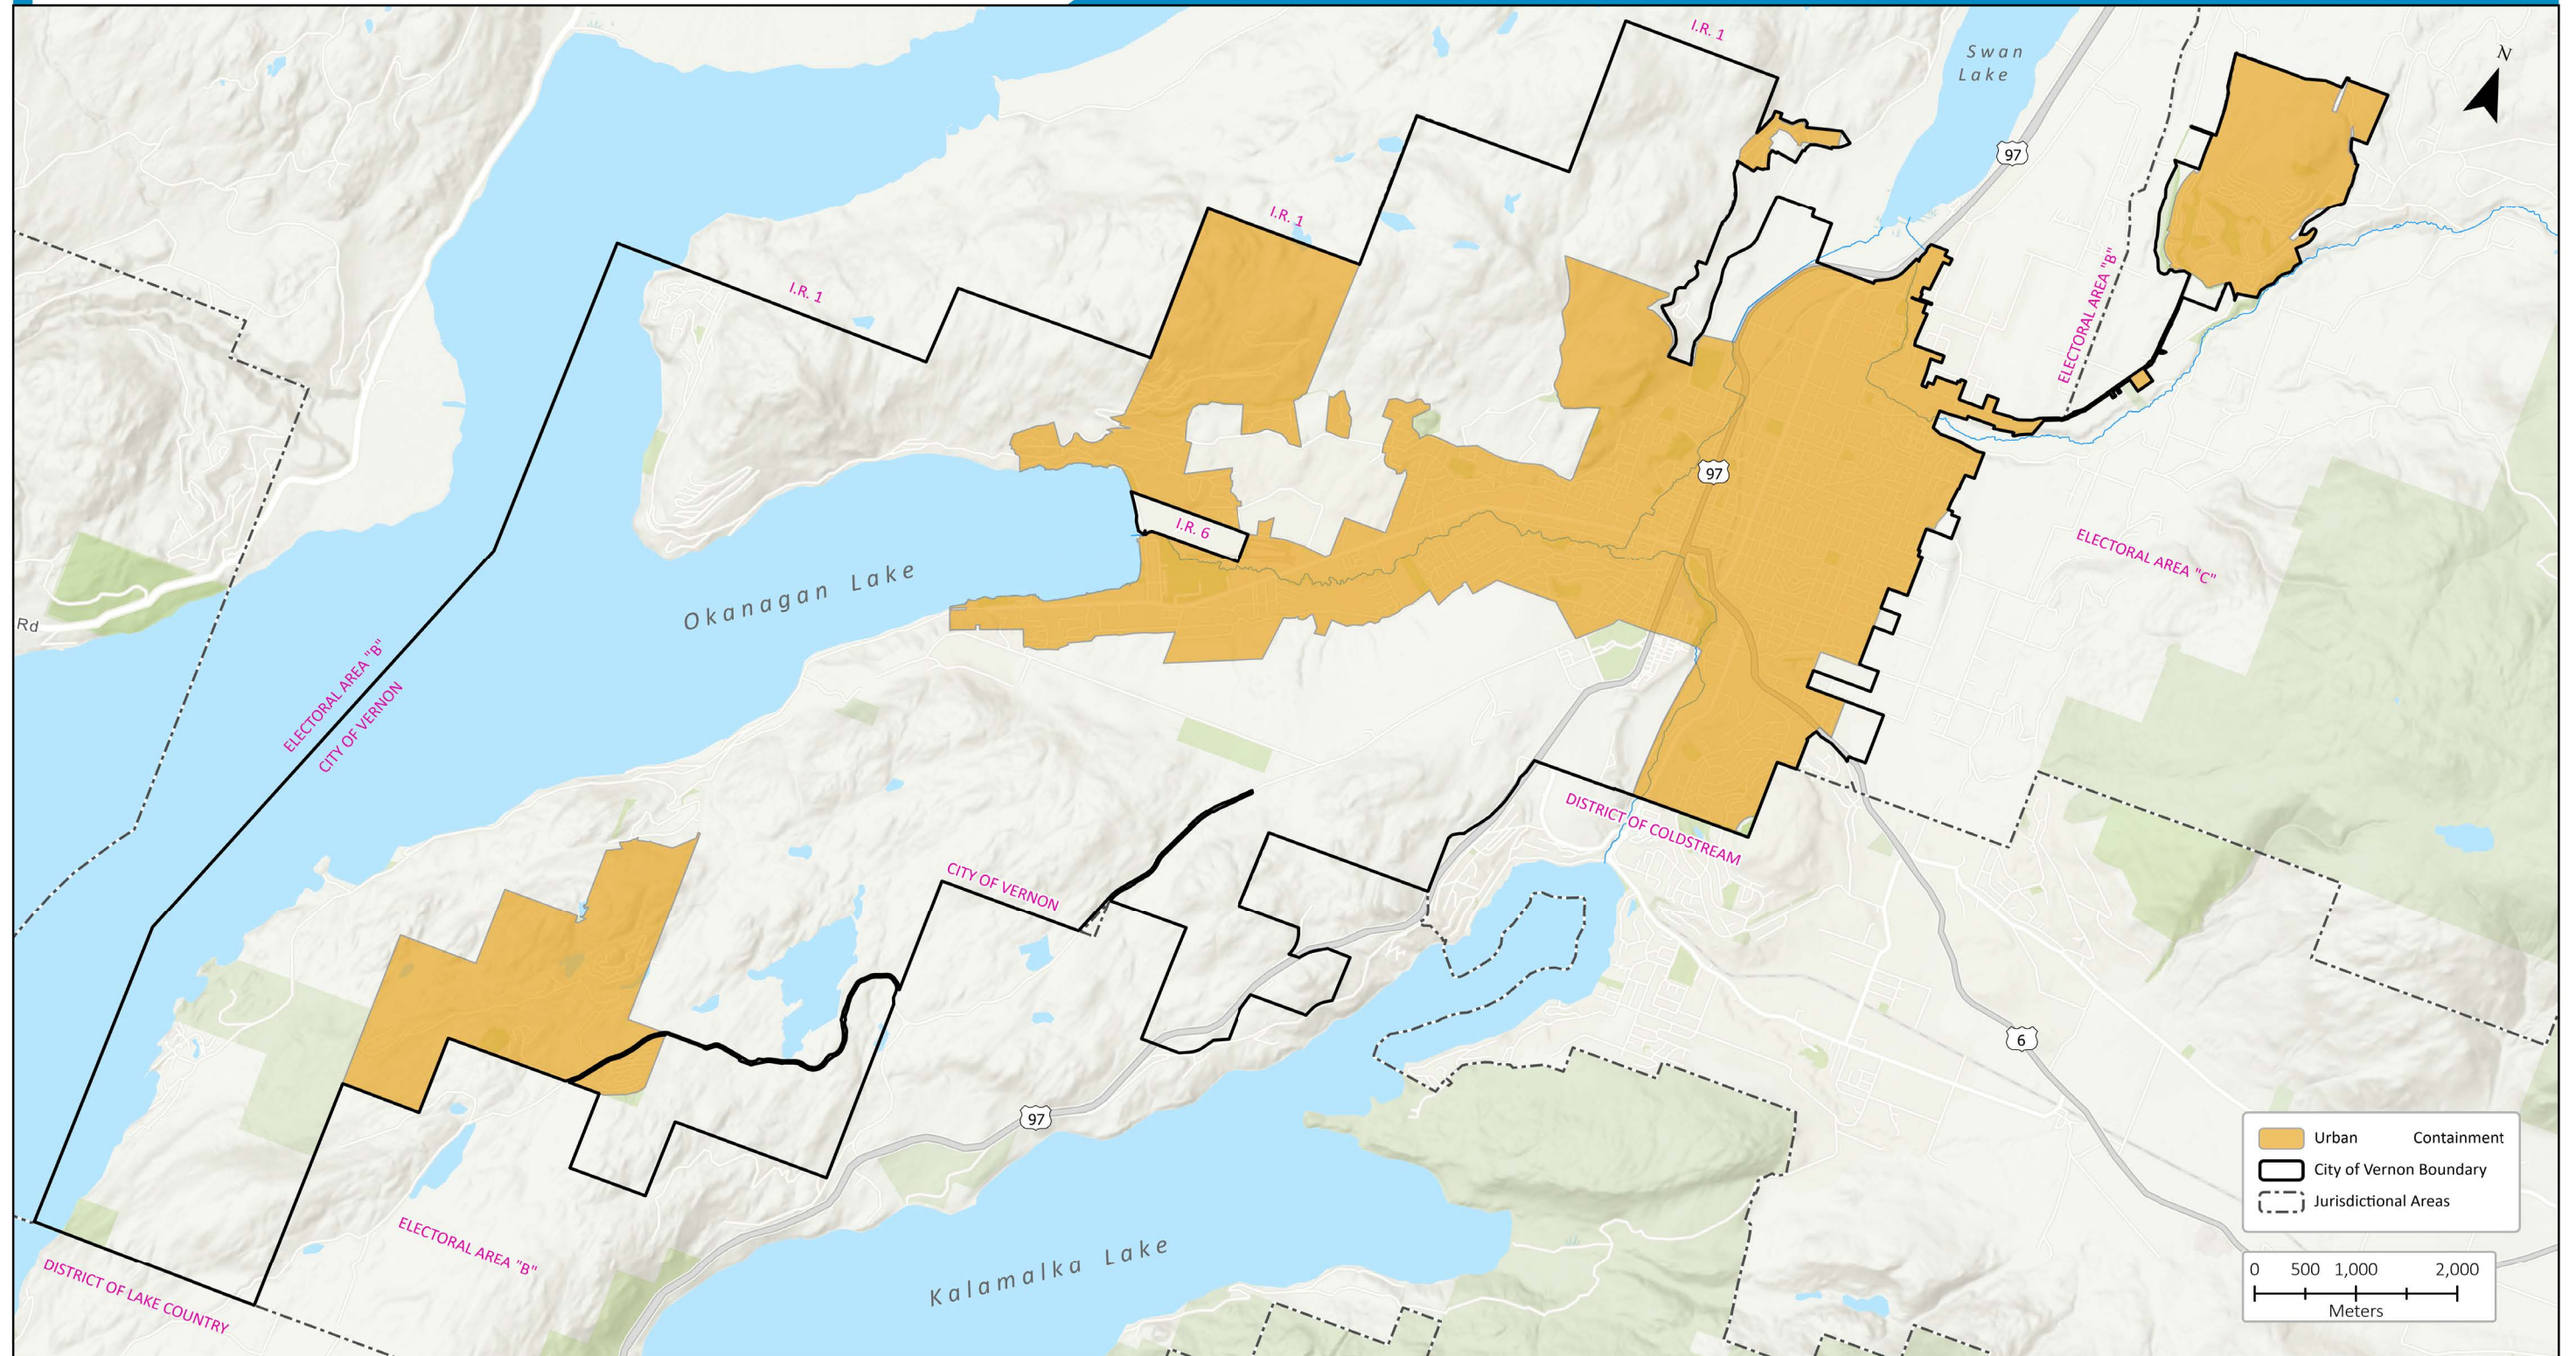 I.R. 1
Swan
Lake
N
97
I.R. 1
I.R. 1
ELECTORAL AREA "B"
97
I.R. 6
ELECTORAL AREA "C"
Okanagan Lake
Rd
ELECTORAL AREA "B"
CITY OF VERNON
DISTRICT OF COLDSTREAM
CITY OF VERNON
6
97
Urban Containment
City of Vernon Boundary
Jurisdictional Areas
ELECTORAL AREA "B"
Kalamalka Lake
DISTRICT OF LAKE COUNTRY
0 500 1,000 2,000
Meters